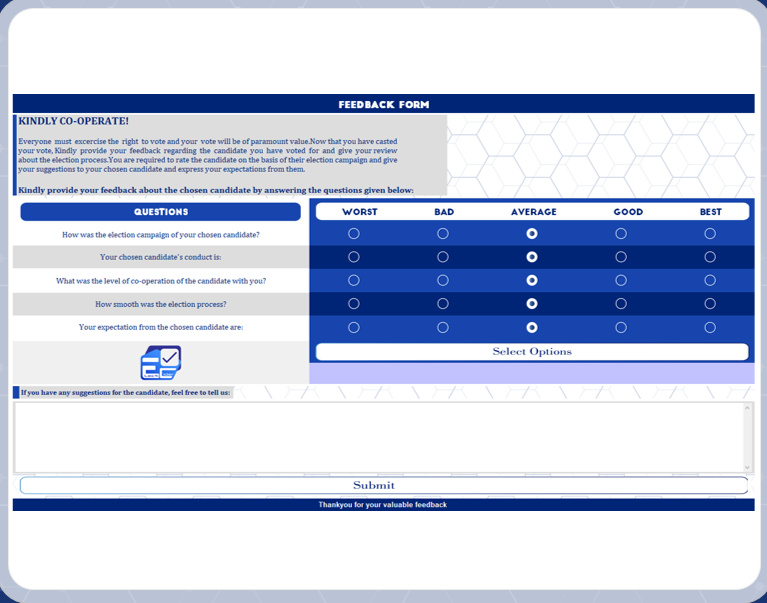 FEEDBACK FORM
KINDLY CO-OPERATE!
Everyone must excercise the right to vote and your vote will be of paramount value.Now that you have casted
your vote, Kindly provide your feedback regarding the candidate you have voted for and give your review
about the election process.You are required to rate the candidate on the basis of their election campaign and give
your suggestions to your chosen candidate and express your expectations from them.
Kindly provide your feedback about the chosen candidate by answering the questions given below:
QUESTIONS WORST BAD AVERAGE GOOD BEST
How was the election campaign of your chosen candidate?
Your chosen candidate's conduct is:
What was the level of co-operation of the candidate with you?
How smooth was the election process?
Your expectation from the chosen candidate are:
Select Options
If you have any suggestions for the candidate, feel free to tell us:
Submit
Thankyou for your valuable feedback